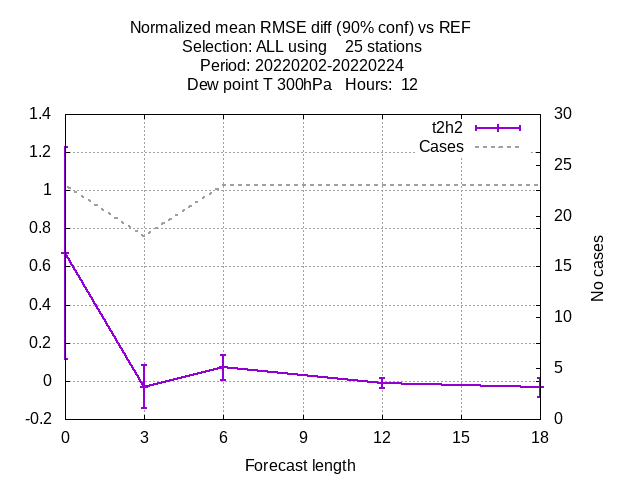 Normalized mean RMSE diff (90% conf) vs REF
Selection: ALL using    25 stations
Period: 20220202-20220224
Dew point T 300hPa   Hours:  12
t2h2
Cases
1.4
1.2
1
0.8
0.6
0.4
0.2
0
-0.2
30
25
20
15
10
5
0
No cases
0 3 6 9 12 15 18
Forecast length